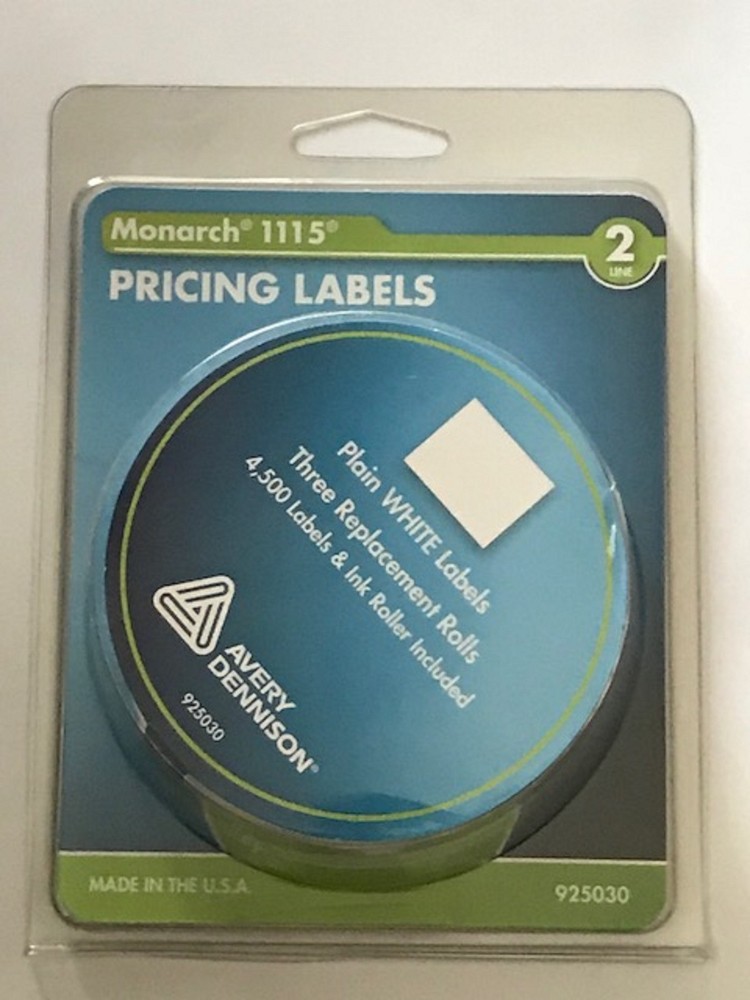 Monarch® 1115®
2
LINE
PRICING LABELS
Plain WHITE Labels
Three Replacement Rolls
4,500 Labels & Ink Roller Included
AVERY
DENNISON®
925030
MADE IN THE U.S.A.
925030